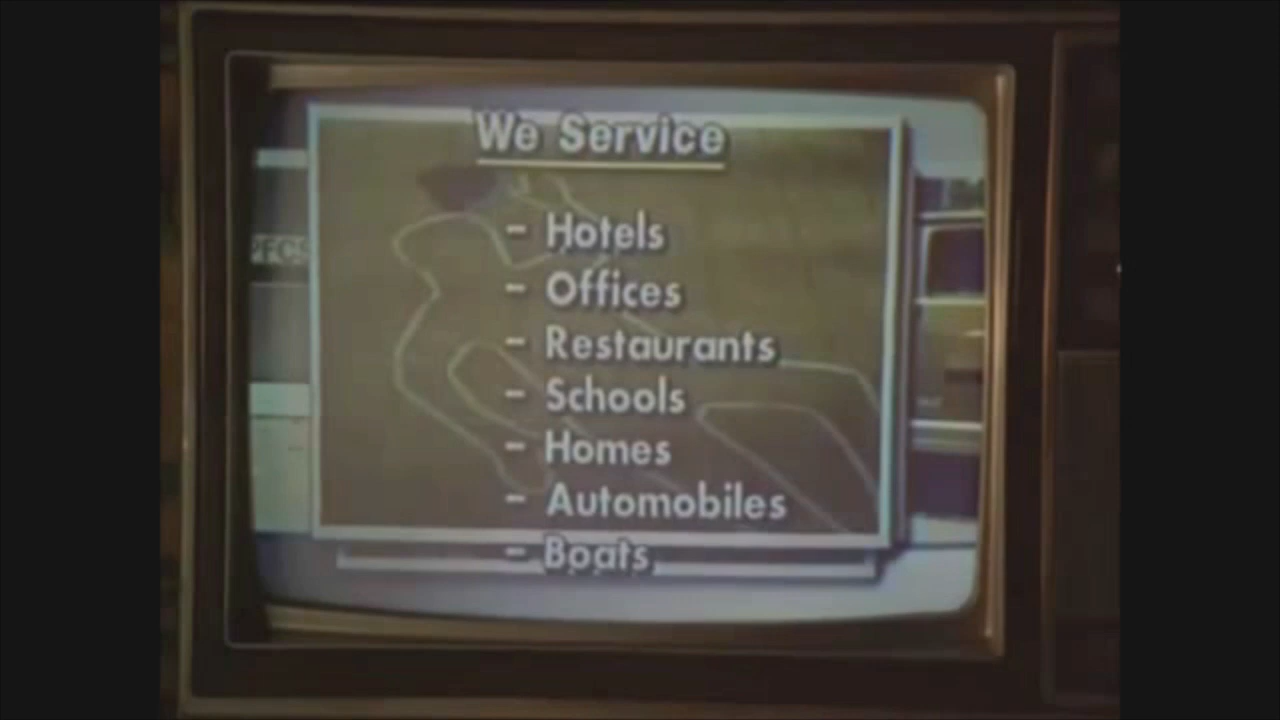 We Service
- Hotels
- Offices
- Restaurants
- Schools
- Homes
- Automobiles
- Boats